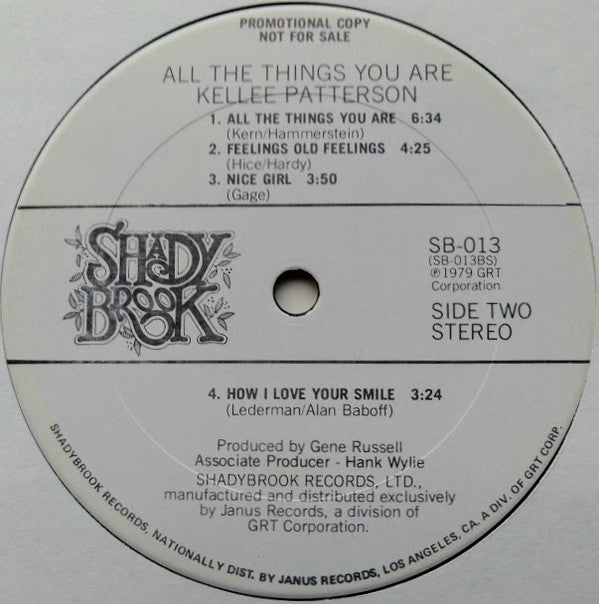 PROMOTIONAL COPY
NOT FOR SALE
ALL THE THINGS YOU ARE
KELLEE PATTERSON
1. ALL THE THINGS YOU ARE 6:34
(Kern/Hammerstein)
2. FEELINGS OLD FEELINGS 4:25
(Hice/Hardy)
3. NICE GIRL 3:50
(Gage)
SHADY
BROOK
SB-013
(SB-013BS)
℗ 1979 GRT
Corporation
SIDE TWO
STEREO
4. HOW I LOVE YOUR SMILE 3:24
(Lederman/Alan Baboff)
Produced by Gene Russell
Associate Producer - Hank Wylie
SHADYBROOK RECORDS, LTD.,
manufactured and distributed exclusively
by Janus Records, a division of
GRT Corporation.
SHADYBROOK RECORDS, NATIONALLY DIST. BY JANUS RECORDS, LOS ANGELES, CA. A DIV. OF GRT CORP.